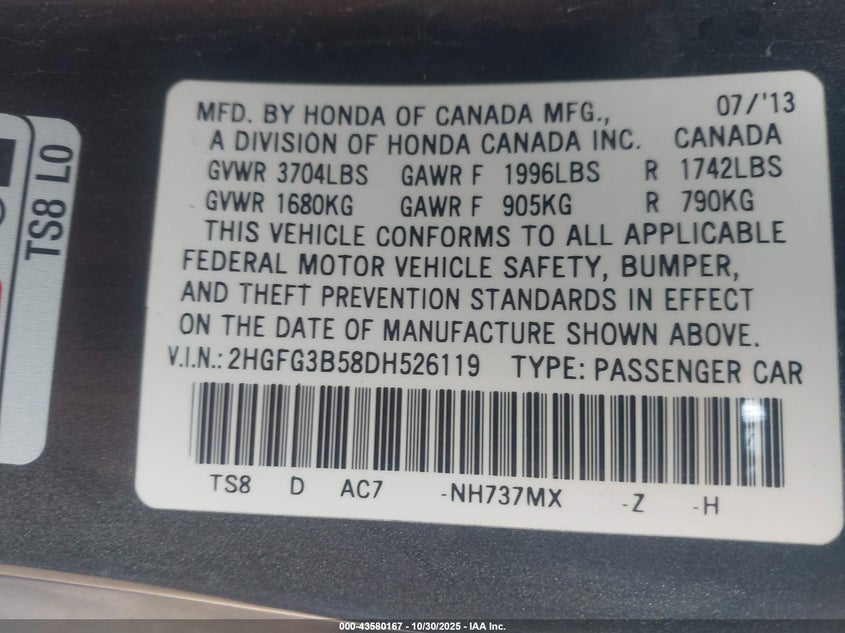 MFD. BY HONDA OF CANADA MFG., 07/'13
A DIVISION OF HONDA CANADA INC. CANADA
GVWR 3704LBS GAWR F 1996LBS R 1742LBS
GVWR 1680KG GAWR F 905KG R 790KG
THIS VEHICLE CONFORMS TO ALL APPLICABLE
FEDERAL MOTOR VEHICLE SAFETY, BUMPER,
AND THEFT PREVENTION STANDARDS IN EFFECT
ON THE DATE OF MANUFACTURE SHOWN ABOVE.
V.I.N.: 2HGFG3B58DH526119 TYPE: PASSENGER CAR
TS8 D AC7 -NH737MX -Z -H
TS8 LO
000-43580167 - 10/30/2025 - IAA Inc.